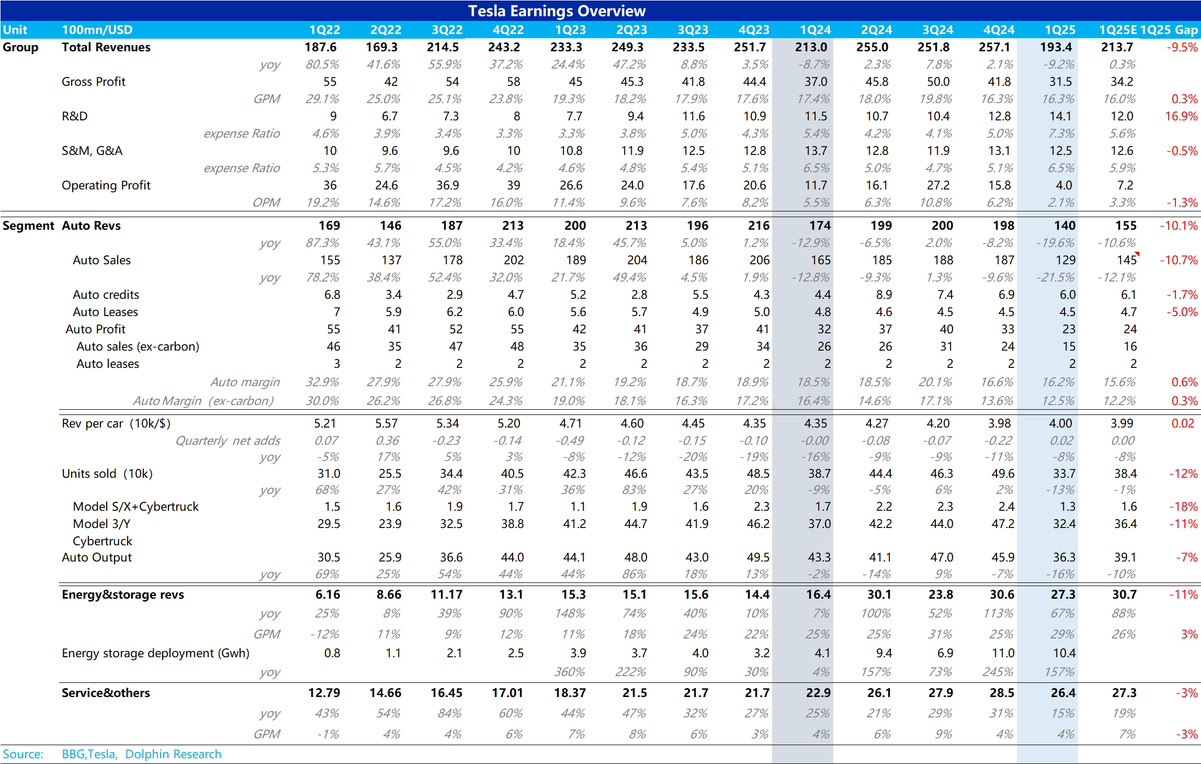 Tesla Earnings Overview
Unit 100mn/USD 1Q22 2Q22 3Q22 4Q22 1Q23 2Q23 3Q23 4Q23 1Q24 2Q24 3Q24 4Q24 1Q25 1Q25E 1Q25 Gap
Group Total Revenues 187.6 169.3 214.5 243.2 233.3 249.3 233.5 251.7 213.0 255.0 251.8 257.1 193.4 213.7 -9.5%
yoy 80.5% 41.6% 55.9% 37.2% 24.4% 47.2% 8.8% 3.5% -8.7% 2.3% 7.8% 2.1% -9.2% 0.3%
Gross Profit 55 42 54 58 45 45.3 41.8 44.4 37.0 45.8 50.0 41.8 31.5 34.2
GPM 29.1% 25.0% 25.1% 23.8% 19.3% 18.2% 17.9% 17.6% 17.4% 18.0% 19.8% 16.3% 16.3% 16.0% 0.3%
R&D 9 6.7 7.3 8 7.7 9.4 11.6 10.9 11.5 10.7 10.4 12.8 14.1 12.0 16.9%
expense Ratio 4.6% 3.9% 3.4% 3.3% 3.3% 3.8% 5.0% 4.3% 5.4% 4.2% 4.1% 5.0% 7.3% 5.6%
S&M, G&A 10 9.6 9.6 10 10.8 11.9 12.5 12.8 13.7 12.8 11.9 13.1 12.5 12.6 -0.5%
expense Ratio 5.3% 5.7% 4.5% 4.2% 4.6% 4.8% 5.4% 5.1% 6.5% 5.0% 4.7% 5.1% 6.5% 5.9%
Operating Profit 36 24.6 36.9 39 26.6 24.0 17.6 20.6 11.7 16.1 27.2 15.8 4.0 7.2
OPM 19.2% 14.6% 17.2% 16.0% 11.4% 9.6% 7.6% 8.2% 5.5% 6.3% 10.8% 6.2% 2.1% 3.3% -1.3%
Segment Auto Revs 169 146 187 213 200 213 196 216 174 199 200 198 140 155 -10.1%
yoy 87.3% 43.1% 55.0% 33.4% 18.4% 45.7% 5.0% 1.2% -12.9% -6.5% 2.0% -8.2% -19.6% -10.6%
Auto Sales 155 137 178 202 189 204 186 206 165 185 188 187 129 145 -10.7%
yoy 78.2% 38.4% 52.4% 32.0% 21.7% 49.4% 4.5% 1.9% -12.8% -9.3% 1.3% -9.6% -21.5% -12.1%
Auto credits 6.8 3.4 2.9 4.7 5.2 2.8 5.5 4.3 4.4 8.9 7.4 6.9 6.0 6.1 -1.7%
Auto Leases 7 5.9 6.2 6.0 5.6 5.7 4.9 5.0 4.8 4.6 4.5 4.5 4.5 4.7 -5.0%
Auto Profit 55 41 52 55 42 41 37 41 32 37 40 33 23 24
Auto sales (ex-carbon) 46 35 47 48 35 36 29 34 26 26 31 24 15 16
Auto leases 3 2 2 2 2 2 2 2 2 2 2 2 2 2
Auto margin 32.9% 27.9% 27.9% 25.9% 21.1% 19.2% 18.7% 18.9% 18.5% 18.5% 20.1% 16.6% 16.2% 15.6% 0.6%
Auto Margin (ex-carbon) 30.0% 26.2% 26.8% 24.3% 19.0% 18.1% 16.3% 17.2% 16.4% 14.6% 17.1% 13.6% 12.5% 12.2% 0.3%
Rev per car (10k/$) 5.21 5.57 5.34 5.20 4.71 4.60 4.45 4.35 4.35 4.27 4.20 3.98 4.00 3.99 0.02
Quarterly net adds 0.07 0.36 -0.23 -0.14 -0.49 -0.12 -0.15 -0.10 -0.00 -0.08 -0.07 -0.22 0.02 0.00
yoy -5% 17% 5% 3% -8% -12% -20% -19% -16% -9% -9% -11% -8% -8%
Units sold (10k) 31.0 25.5 34.4 40.5 42.3 46.6 43.5 48.5 38.7 44.4 46.3 49.6 33.7 38.4 -12%
yoy 68% 27% 42% 31% 36% 83% 27% 20% -9% -5% 6% 2% -13% -1%
Model S/X+Cybertruck 1.5 1.6 1.9 1.7 1.1 1.9 1.6 2.3 1.7 2.2 2.3 2.4 1.3 1.6 -18%
Model 3/Y 29.5 23.9 32.5 38.8 41.2 44.7 41.9 46.2 37.0 42.2 44.0 47.2 32.4 36.4 -11%
Cybertruck
Auto Output 30.5 25.9 36.6 44.0 44.1 48.0 43.0 49.5 43.3 41.1 47.0 45.9 36.3 39.1 -7%
yoy 69% 25% 54% 44% 44% 86% 18% 13% -2% -14% 9% -7% -16% -10%
Energy&storage revs 6.16 8.66 11.17 13.1 15.3 15.1 15.6 14.4 16.4 30.1 23.8 30.6 27.3 30.7 -11%
yoy 25% 8% 39% 90% 148% 74% 40% 10% 7% 100% 52% 113% 67% 88%
GPM -12% 11% 9% 12% 11% 18% 24% 22% 25% 25% 31% 25% 29% 26% 3%
Energy storage deployment (Gwh) 0.8 1.1 2.1 2.5 3.9 3.7 4.0 3.2 4.1 9.4 6.9 11.0 10.4
yoy 360% 222% 90% 30% 4% 157% 73% 245% 157%
Service&others 12.79 14.66 16.45 17.01 18.37 21.5 21.7 21.7 22.9 26.1 27.9 28.5 26.4 27.3 -3%
yoy 43% 54% 84% 60% 44% 47% 32% 27% 25% 21% 29% 31% 15% 19%
GPM -1% 4% 4% 6% 7% 8% 6% 3% 4% 6% 9% 4% 4% 7% -3%
Source: BBG,Tesla, Dolphin Research